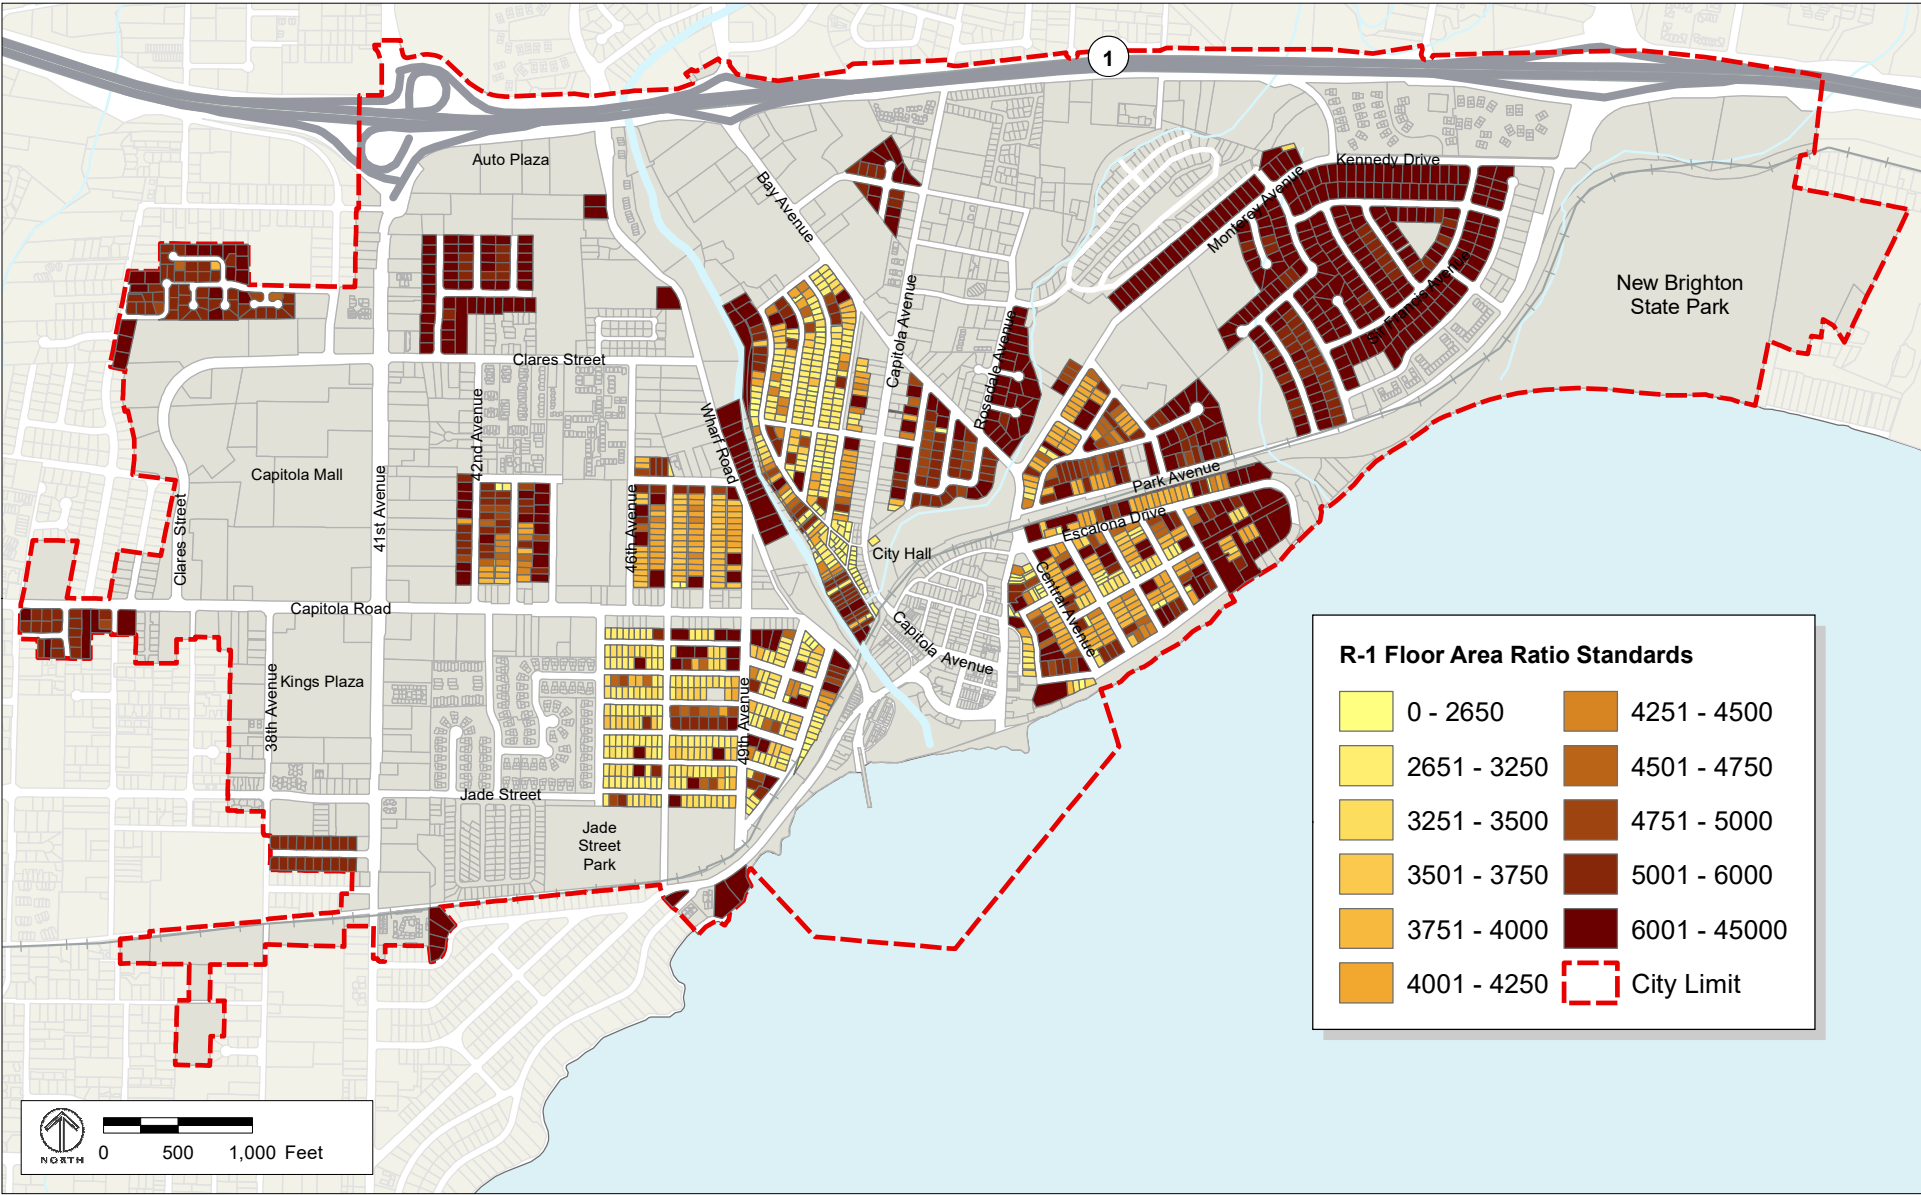 1
Auto Plaza
Kennedy Drive
Bay Avenue
Monterey Avenue
New Brighton
State Park
Capitola Avenue
St Francis Avenue
Rosedale Avenue
Clares Street
42nd Avenue
Wharf Road
Capitola Mall
Clares Street
41st Avenue
46th Avenue
Park Avenue
Escalona Drive
City Hall
Central Avenue
Capitola Road
Capitola Avenue
Kings Plaza
38th Avenue
49th Avenue
Jade Street
Jade
Street
Park
R-1 Floor Area Ratio Standards
0 - 2650
2651 - 3250
3251 - 3500
3501 - 3750
3751 - 4000
4001 - 4250
4251 - 4500
4501 - 4750
4751 - 5000
5001 - 6000
6001 - 45000
City Limit
NORTH
0 500 1,000 Feet